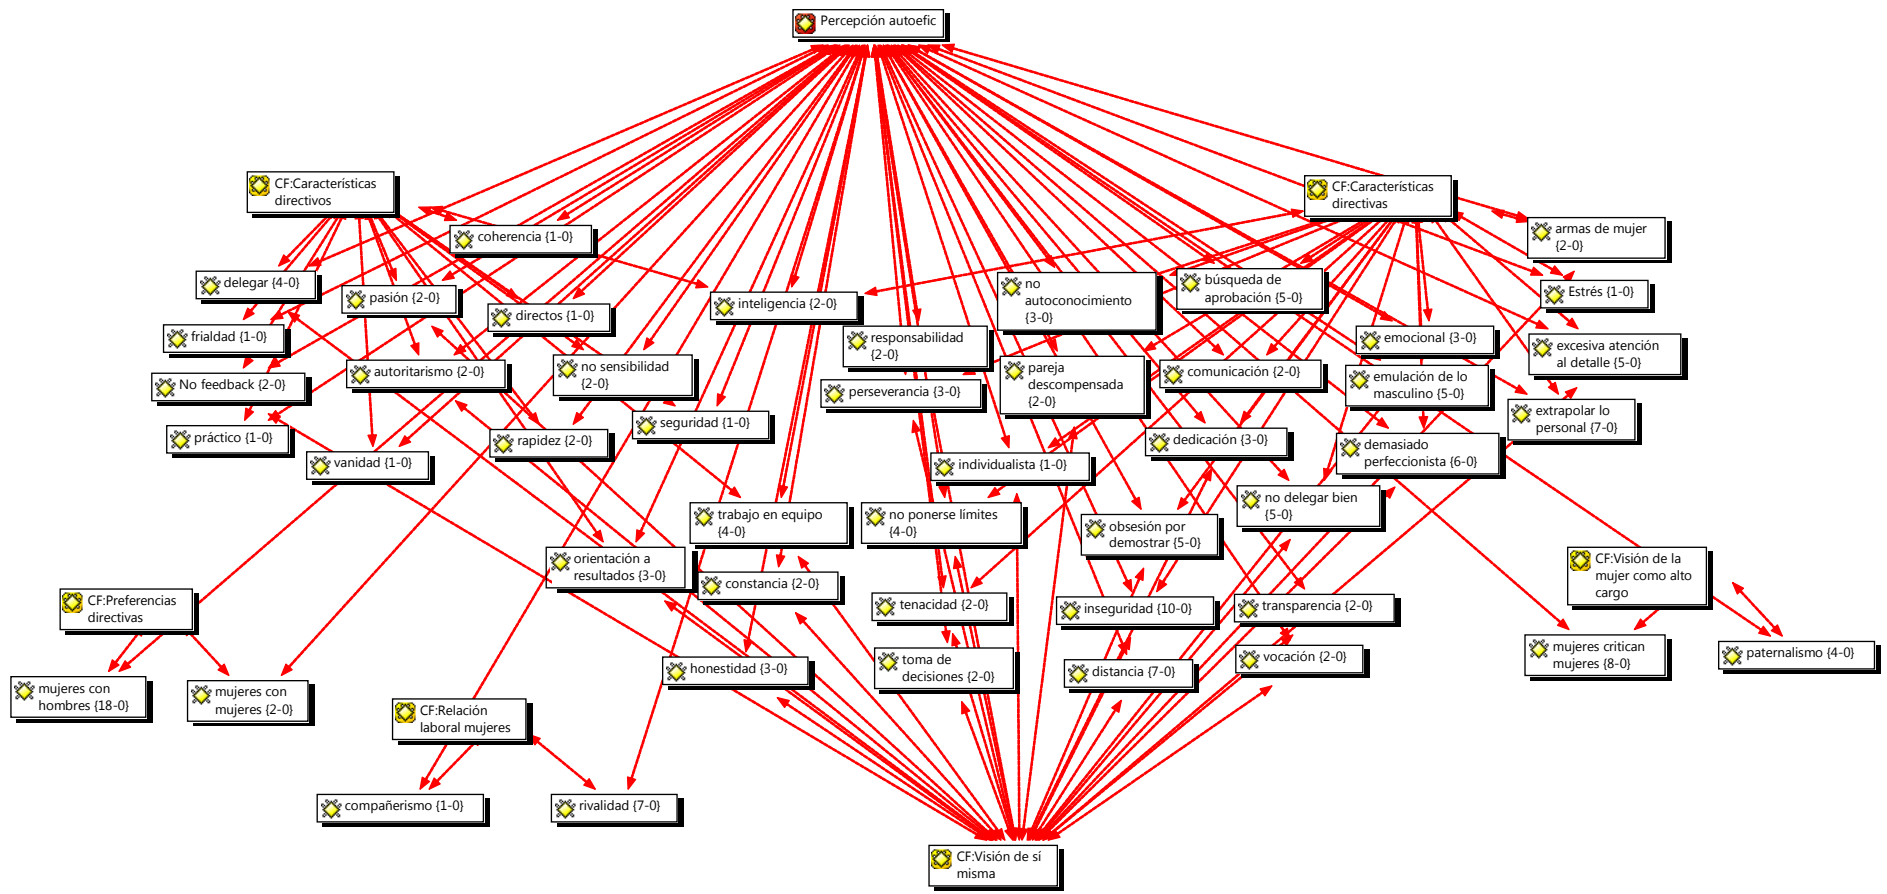 Percepción autoefic
CF:Características
directivos
CF:Características
directivas
coherencia {1-0}
armas de mujer
{2-0}
delegar {4-0}
pasión {2-0}
directos {1-0}
inteligencia {2-0}
no
autoconocimiento
{3-0}
búsqueda de
aprobación {5-0}
Estrés {1-0}
frialdad {1-0}
responsabilidad
{2-0}
emocional {3-0}
excesiva atención
al detalle {5-0}
No feedback {2-0}
autoritarismo {2-0}
no sensibilidad
{2-0}
perseverancia {3-0}
pareja
descompensada
{2-0}
comunicación {2-0}
emulación de lo
masculino {5-0}
extrapolar lo
personal {7-0}
práctico {1-0}
rapidez {2-0}
seguridad {1-0}
dedicación {3-0}
demasiado
perfeccionista {6-0}
vanidad {1-0}
individualista {1-0}
no delegar bien
{5-0}
trabajo en equipo
{4-0}
no ponerse límites
{4-0}
obsesión por
demostrar {5-0}
orientación a
resultados {3-0}
constancia {2-0}
CF:Visión de la
mujer como alto
cargo
CF:Preferencias
directivas
tenacidad {2-0}
inseguridad {10-0}
transparencia {2-0}
honestidad {3-0}
toma de
decisiones {2-0}
distancia {7-0}
vocación {2-0}
mujeres critican
mujeres {8-0}
paternalismo {4-0}
mujeres con
hombres {18-0}
mujeres con
mujeres {2-0}
CF:Relación
laboral mujeres
compañerismo {1-0}
rivalidad {7-0}
CF:Visión de sí
misma